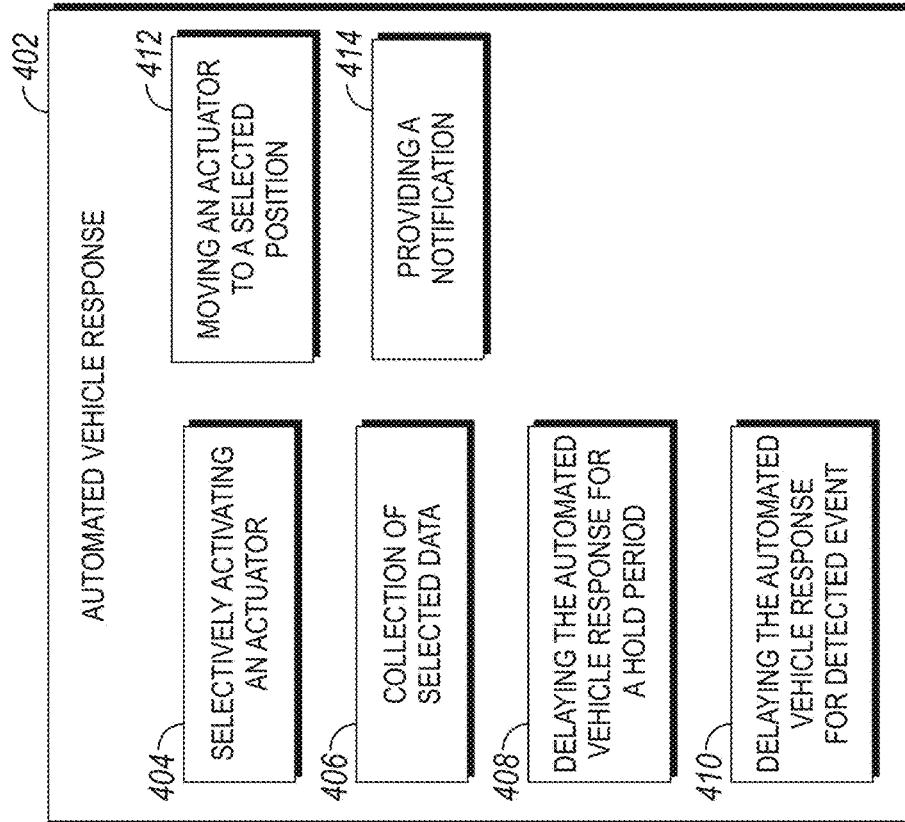 402
AUTOMATED VEHICLE RESPONSE
404
SELECTIVELY ACTIVATING
AN ACTUATOR
406
COLLECTION OF
SELECTED DATA
408
DELAYING THE AUTOMATED
VEHICLE RESPONSE FOR
A HOLD PERIOD
410
DELAYING THE AUTOMATED
VEHICLE RESPONSE
FOR DETECTED EVENT
412
MOVING AN ACTUATOR
TO A SELECTED
POSITION
414
PROVIDING A
NOTIFICATION